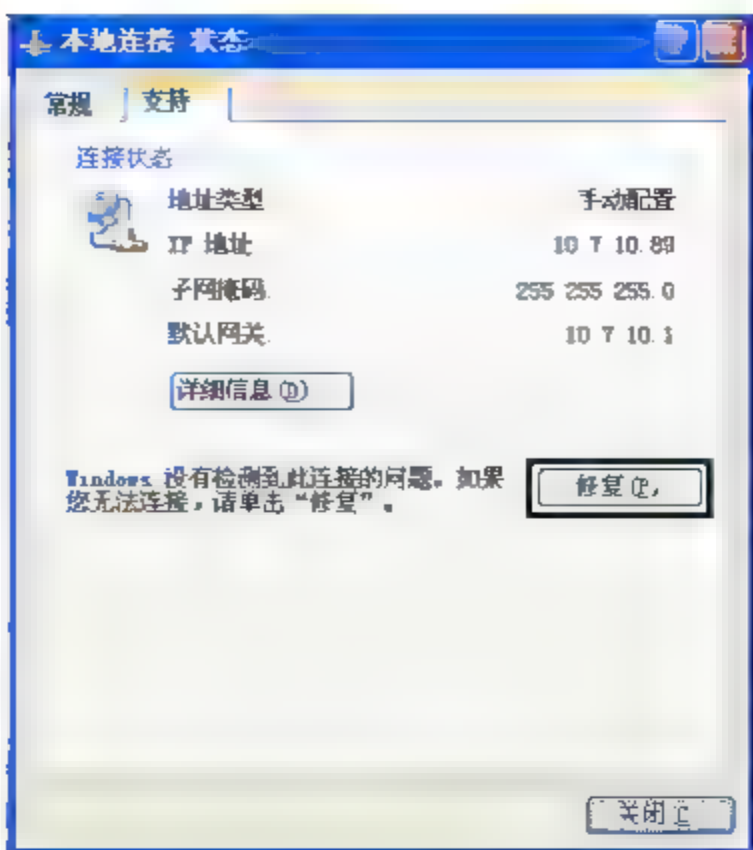 本地连接 状态
常规
支持
连接状态
地址类型 手动配置
IP 地址 10 7 10.89
子网掩码. 255 255 255.0
默认网关. 10 7 10.1
详细信息(D)
Windows 没有检测到此连接的问题。如果
您无法连接,请单击“修复”。
修复(P)
关闭 C